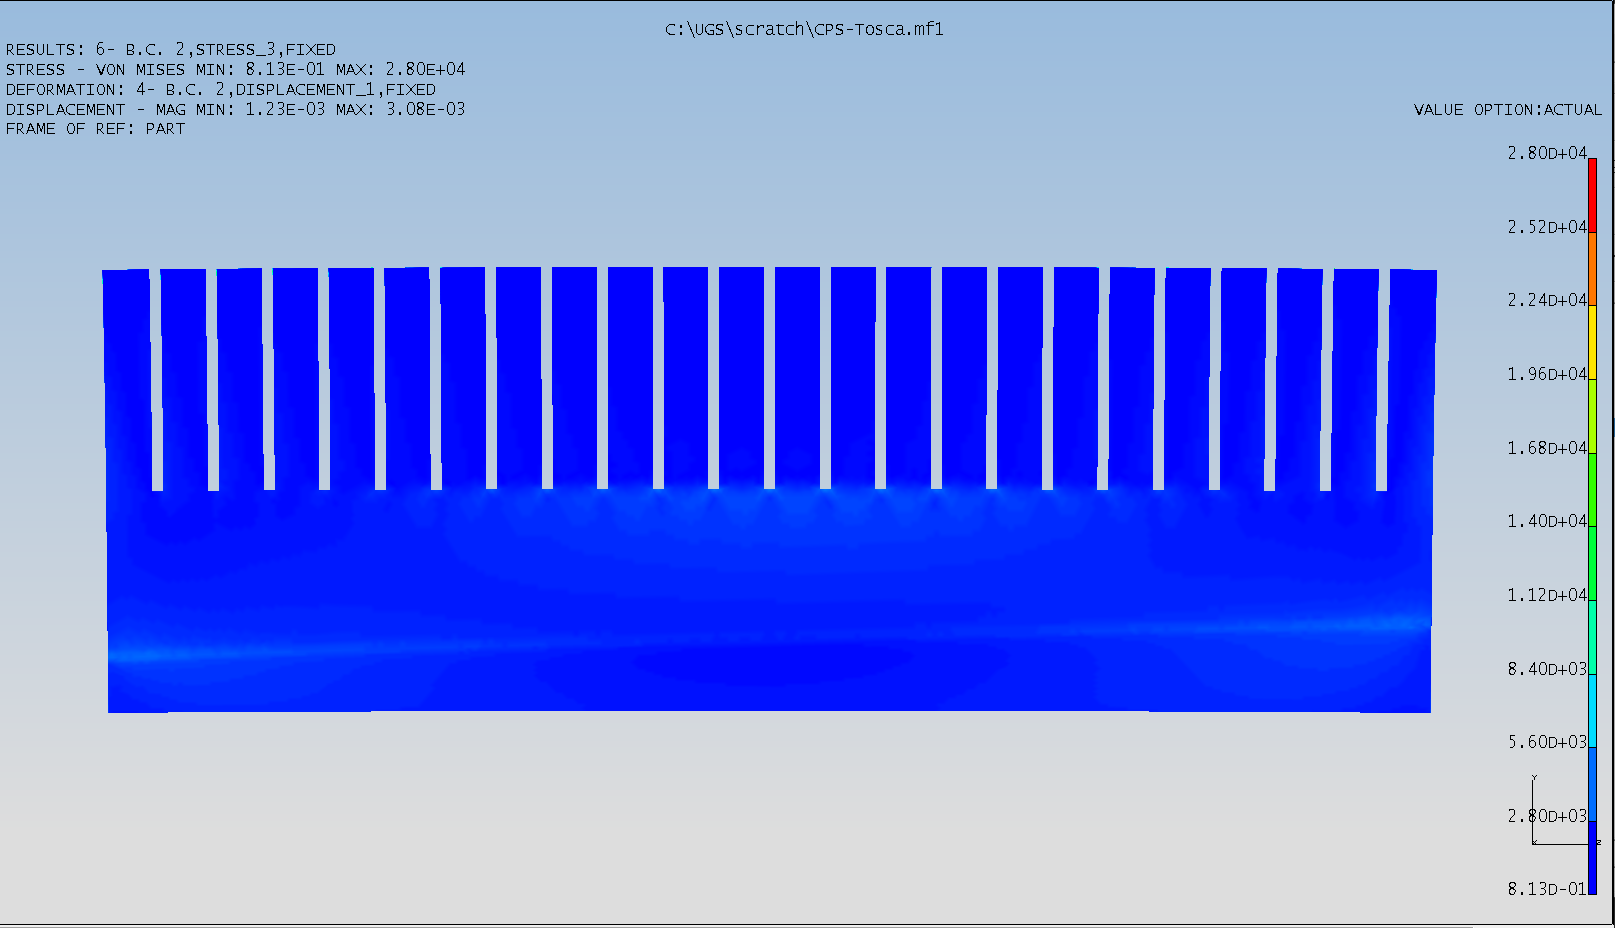 C:\UGS\scratch\CPS-Tosca.mf1
RESULTS: 6- B.C. 2,STRESS_3,FIXED
STRESS - VON MISES MIN: 8.13E-01 MAX: 2.80E+04
DEFORMATION: 4- B.C. 2,DISPLACEMENT_1,FIXED
DISPLACEMENT - MAG MIN: 1.23E-03 MAX: 3.08E-03
FRAME OF REF: PART
VALUE OPTION:ACTUAL
2.80D+04
2.52D+04
2.24D+04
1.96D+04
1.68D+04
1.40D+04
1.12D+04
8.40D+03
5.60D+03
Y
2.80D+03
X
Z
8.13D-01